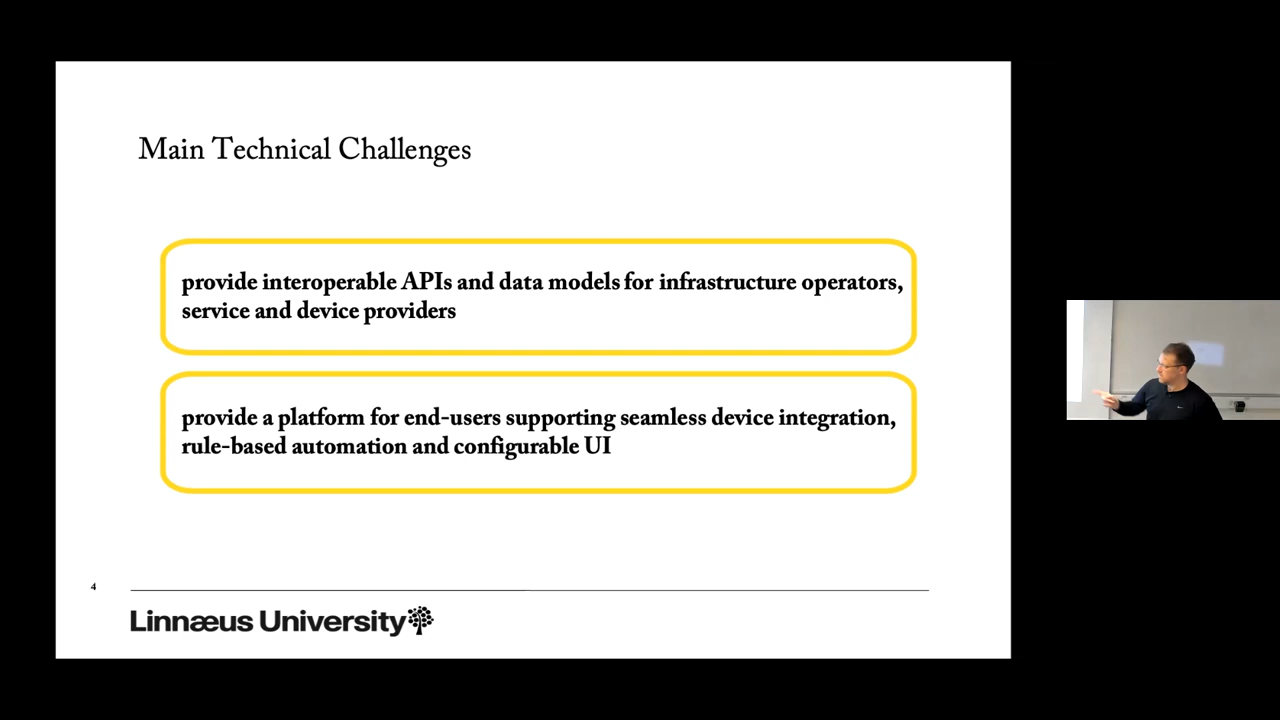 Main Technical Challenges
provide interoperable APIs and data models for infrastructure operators,
service and device providers
provide a platform for end-users supporting seamless device integration,
rule-based automation and configurable UI
4
Linnæus University